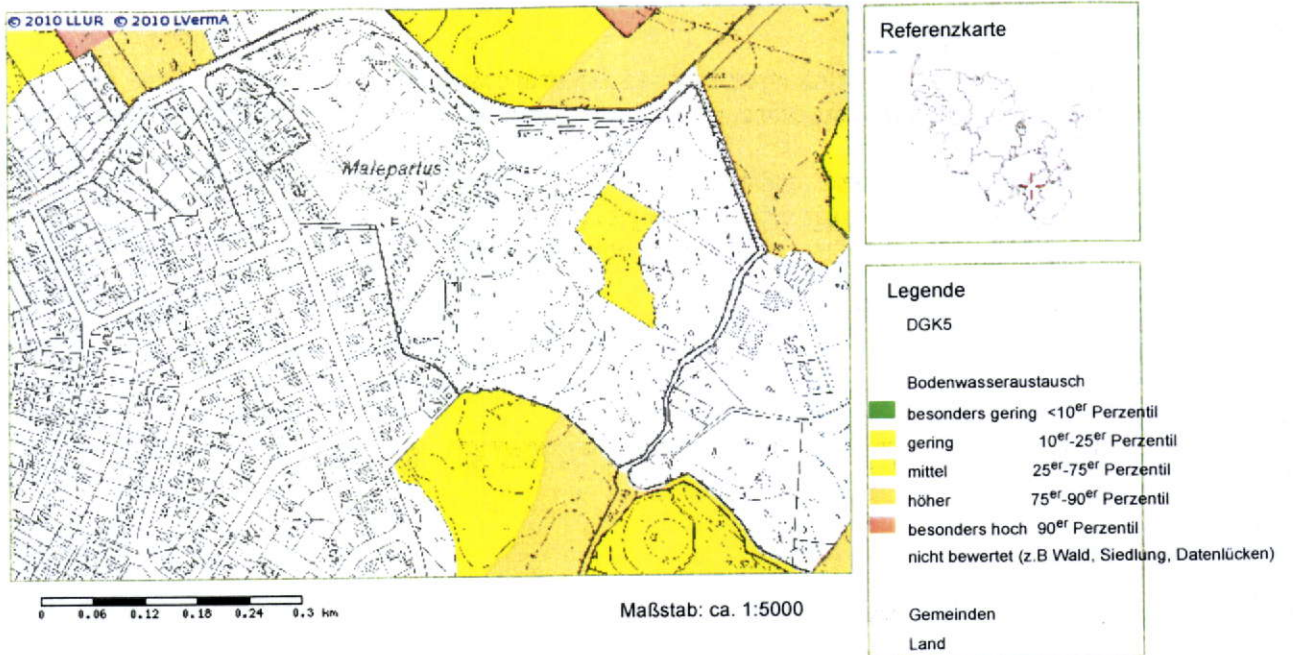 © 2010 LLUR © 2010 LVermA
Malepartus
0 0.06 0.12 0.18 0.24 0.3 km
Maßstab: ca. 1:5000
Referenzkarte
Legende
DGK5
Bodenwasseraustausch
besonders gering <10er Perzentil
gering 10er-25er Perzentil
mittel 25er-75er Perzentil
höher 75er-90er Perzentil
besonders hoch 90er Perzentil
nicht bewertet (z.B Wald, Siedlung, Datenlücken)
Gemeinden
Land